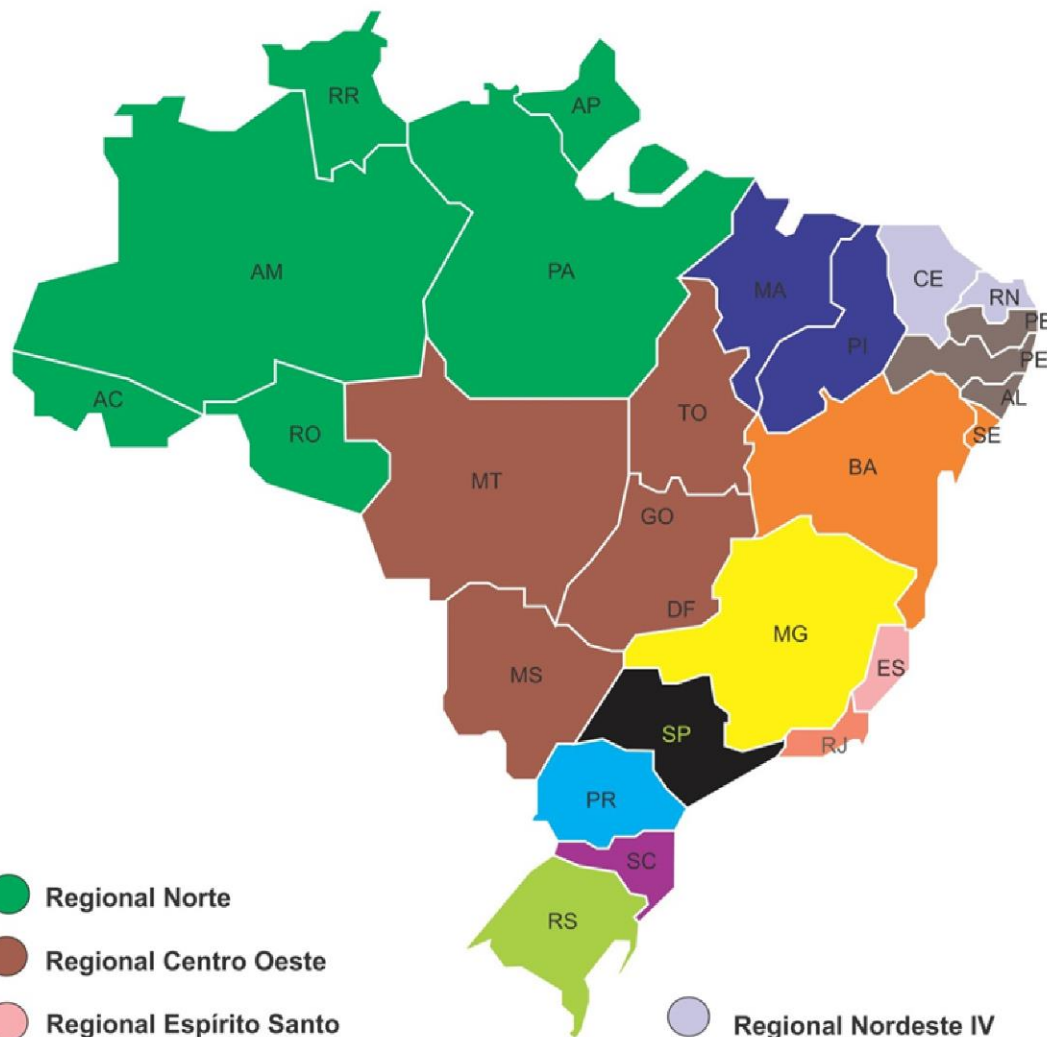 RR
AP
AM
PA
MA
CE
RN
PB
PI
PE
AC
TO
AL
RO
SE
MT
BA
GO
DF
MG
MS
ES
SP
RJ
PR
SC
RS
Regional Norte
Regional Centro Oeste
Regional Espírito Santo
Regional Nordeste IV